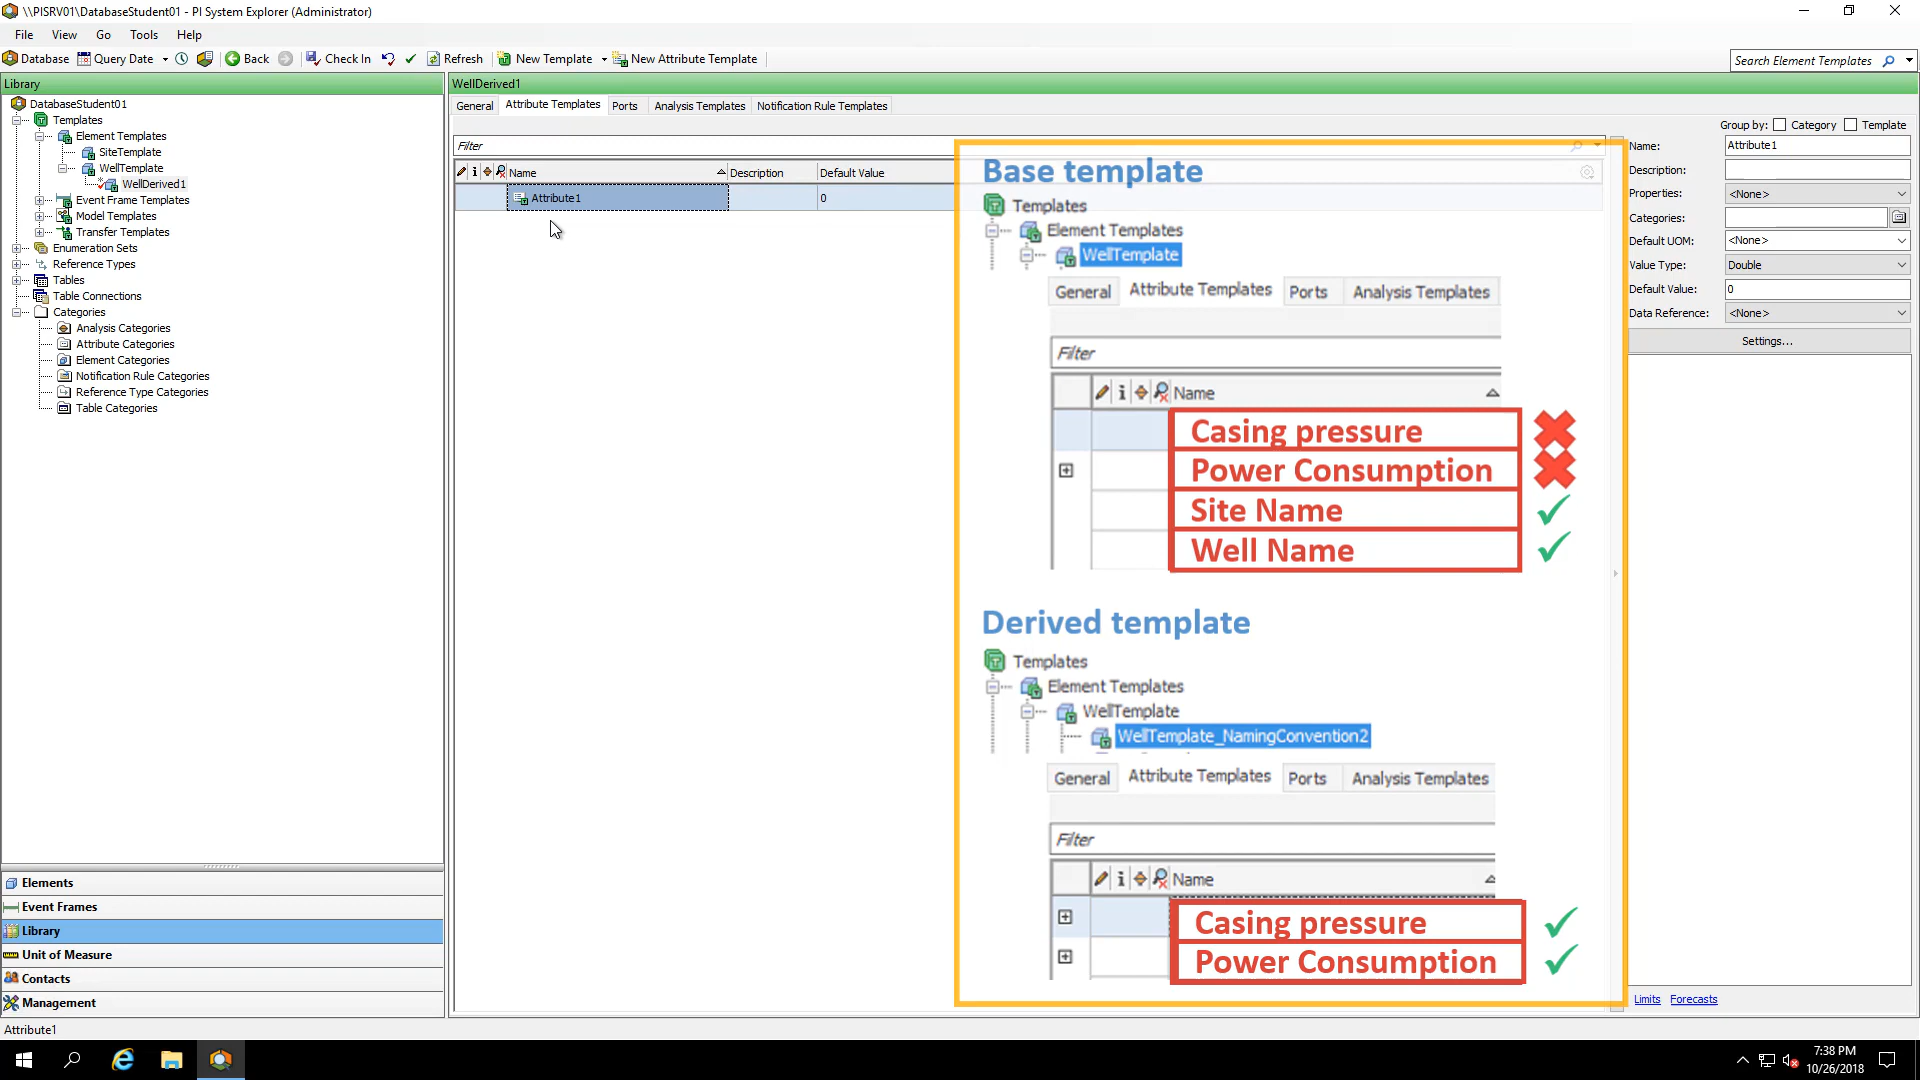 \\PISRV01\DatabaseStudent01 - PI System Explorer (Administrator)
File View Go Tools Help
Database Query Date Back Check In Refresh New Template New Attribute Template
Search Element Templates
Library
DatabaseStudent01
Templates
Element Templates
SiteTemplate
WellTemplate
WellDerived1
Event Frame Templates
Model Templates
Transfer Templates
Enumeration Sets
Reference Types
Tables
Table Connections
Categories
Analysis Categories
Attribute Categories
Element Categories
Notification Rule Categories
Reference Type Categories
Table Categories
Elements
Event Frames
Library
Unit of Measure
Contacts
Management
WellDerived1
General Attribute Templates Ports Analysis Templates Notification Rule Templates
Filter
Name Description Default Value
Attribute1 0
Base template
Templates
Element Templates
WellTemplate
General Attribute Templates Ports Analysis Templates
Filter
Name
Casing pressure
Power Consumption
Site Name
Well Name
Derived template
Templates
Element Templates
WellTemplate
WellTemplate_NamingConvention2
General Attribute Templates Ports Analysis Templates
Filter
Name
Casing pressure
Power Consumption
Group by: Category Template
Name: Attribute1
Description:
Properties: <None>
Categories:
Default UOM: <None>
Value Type: Double
Default Value: 0
Data Reference: <None>
Settings...
Limits Forecasts
Attribute1
7:38 PM
10/26/2018